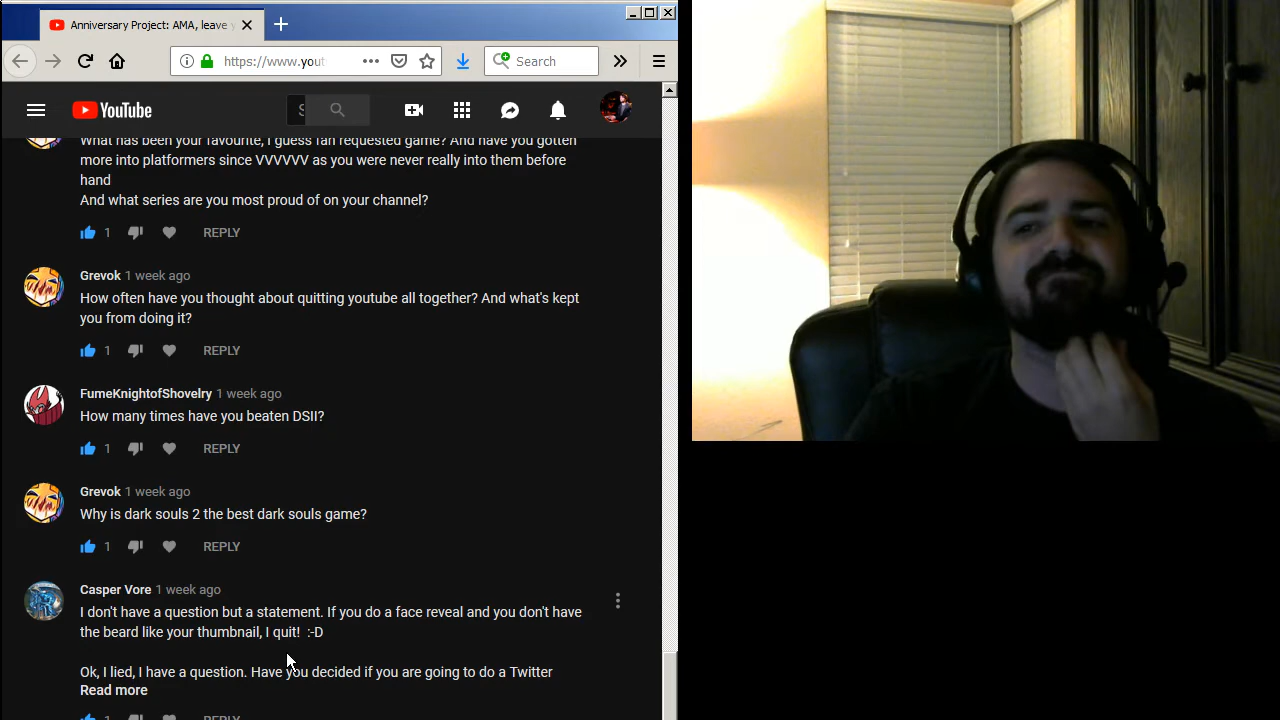 Anniversary Project: AMA, leave
https://www.yout
Search
YouTube
S
What has been your favourite, I guess fan requested game? And have you gotten
more into platformers since VVVVVV as you were never really into them before
hand
And what series are you most proud of on your channel?
1 REPLY
Grevok 1 week ago
How often have you thought about quitting youtube all together? And what's kept
you from doing it?
1 REPLY
FumeKnightofShovelry 1 week ago
How many times have you beaten DSII?
1 REPLY
Grevok 1 week ago
Why is dark souls 2 the best dark souls game?
1 REPLY
Casper Vore 1 week ago
I don't have a question but a statement. If you do a face reveal and you don't have
the beard like your thumbnail, I quit! :-D
Ok, I lied, I have a question. Have you decided if you are going to do a Twitter
Read more
1 REPLY